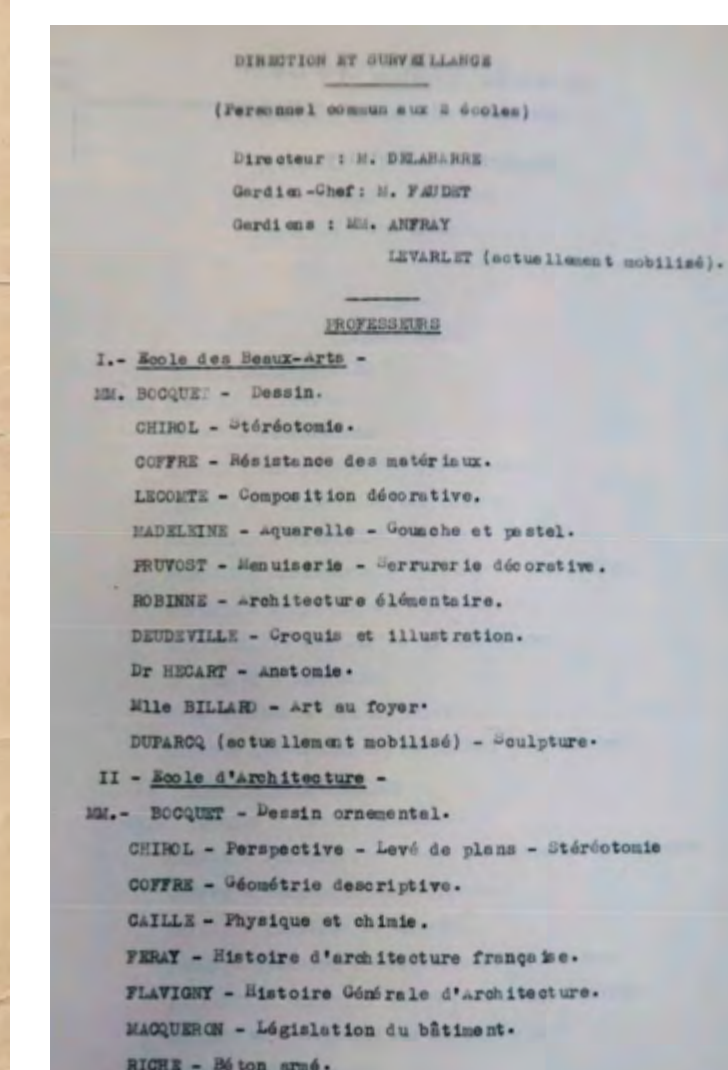 DIRECTION ET SURVEILLANCE
(Personnel commun aux 2 écoles)
Directeur : M. DELABARRE
Gardien-Chef: M. FAUDET
Gardiens : MM. ANFRAY
LEVARLET (actuellement mobilisé).
PROFESSEURS
I.- Ecole des Beaux-Arts -
MM. BOCQUET - Dessin.
CHIROL - Stéréotomie.
COFFRE - Résistance des matériaux.
LECOMTE - Composition décorative.
MADELEINE - Aquarelle - Gouache et pastel.
PRUVOST - Menuiserie - Serrurerie décorative.
ROBINNE - Architecture élémentaire.
DEUDEVILLE - Croquis et illustration.
Dr HECART - Anatomie.
Mlle BILLARD - Art au foyer.
DUPARCQ (actuellement mobilisé) - Sculpture.
II - Ecole d'Architecture -
MM.- BOCQUET - Dessin ornemental.
CHIROL - Perspective - Levé de plans - Stéréotomie
COFFRE - Géométrie descriptive.
CAILLE - Physique et chimie.
FERAY - Histoire d'architecture française.
FLAVIGNY - Histoire Générale d'Architecture.
MACQUERON - Législation du bâtiment.
RICHE - Béton armé.